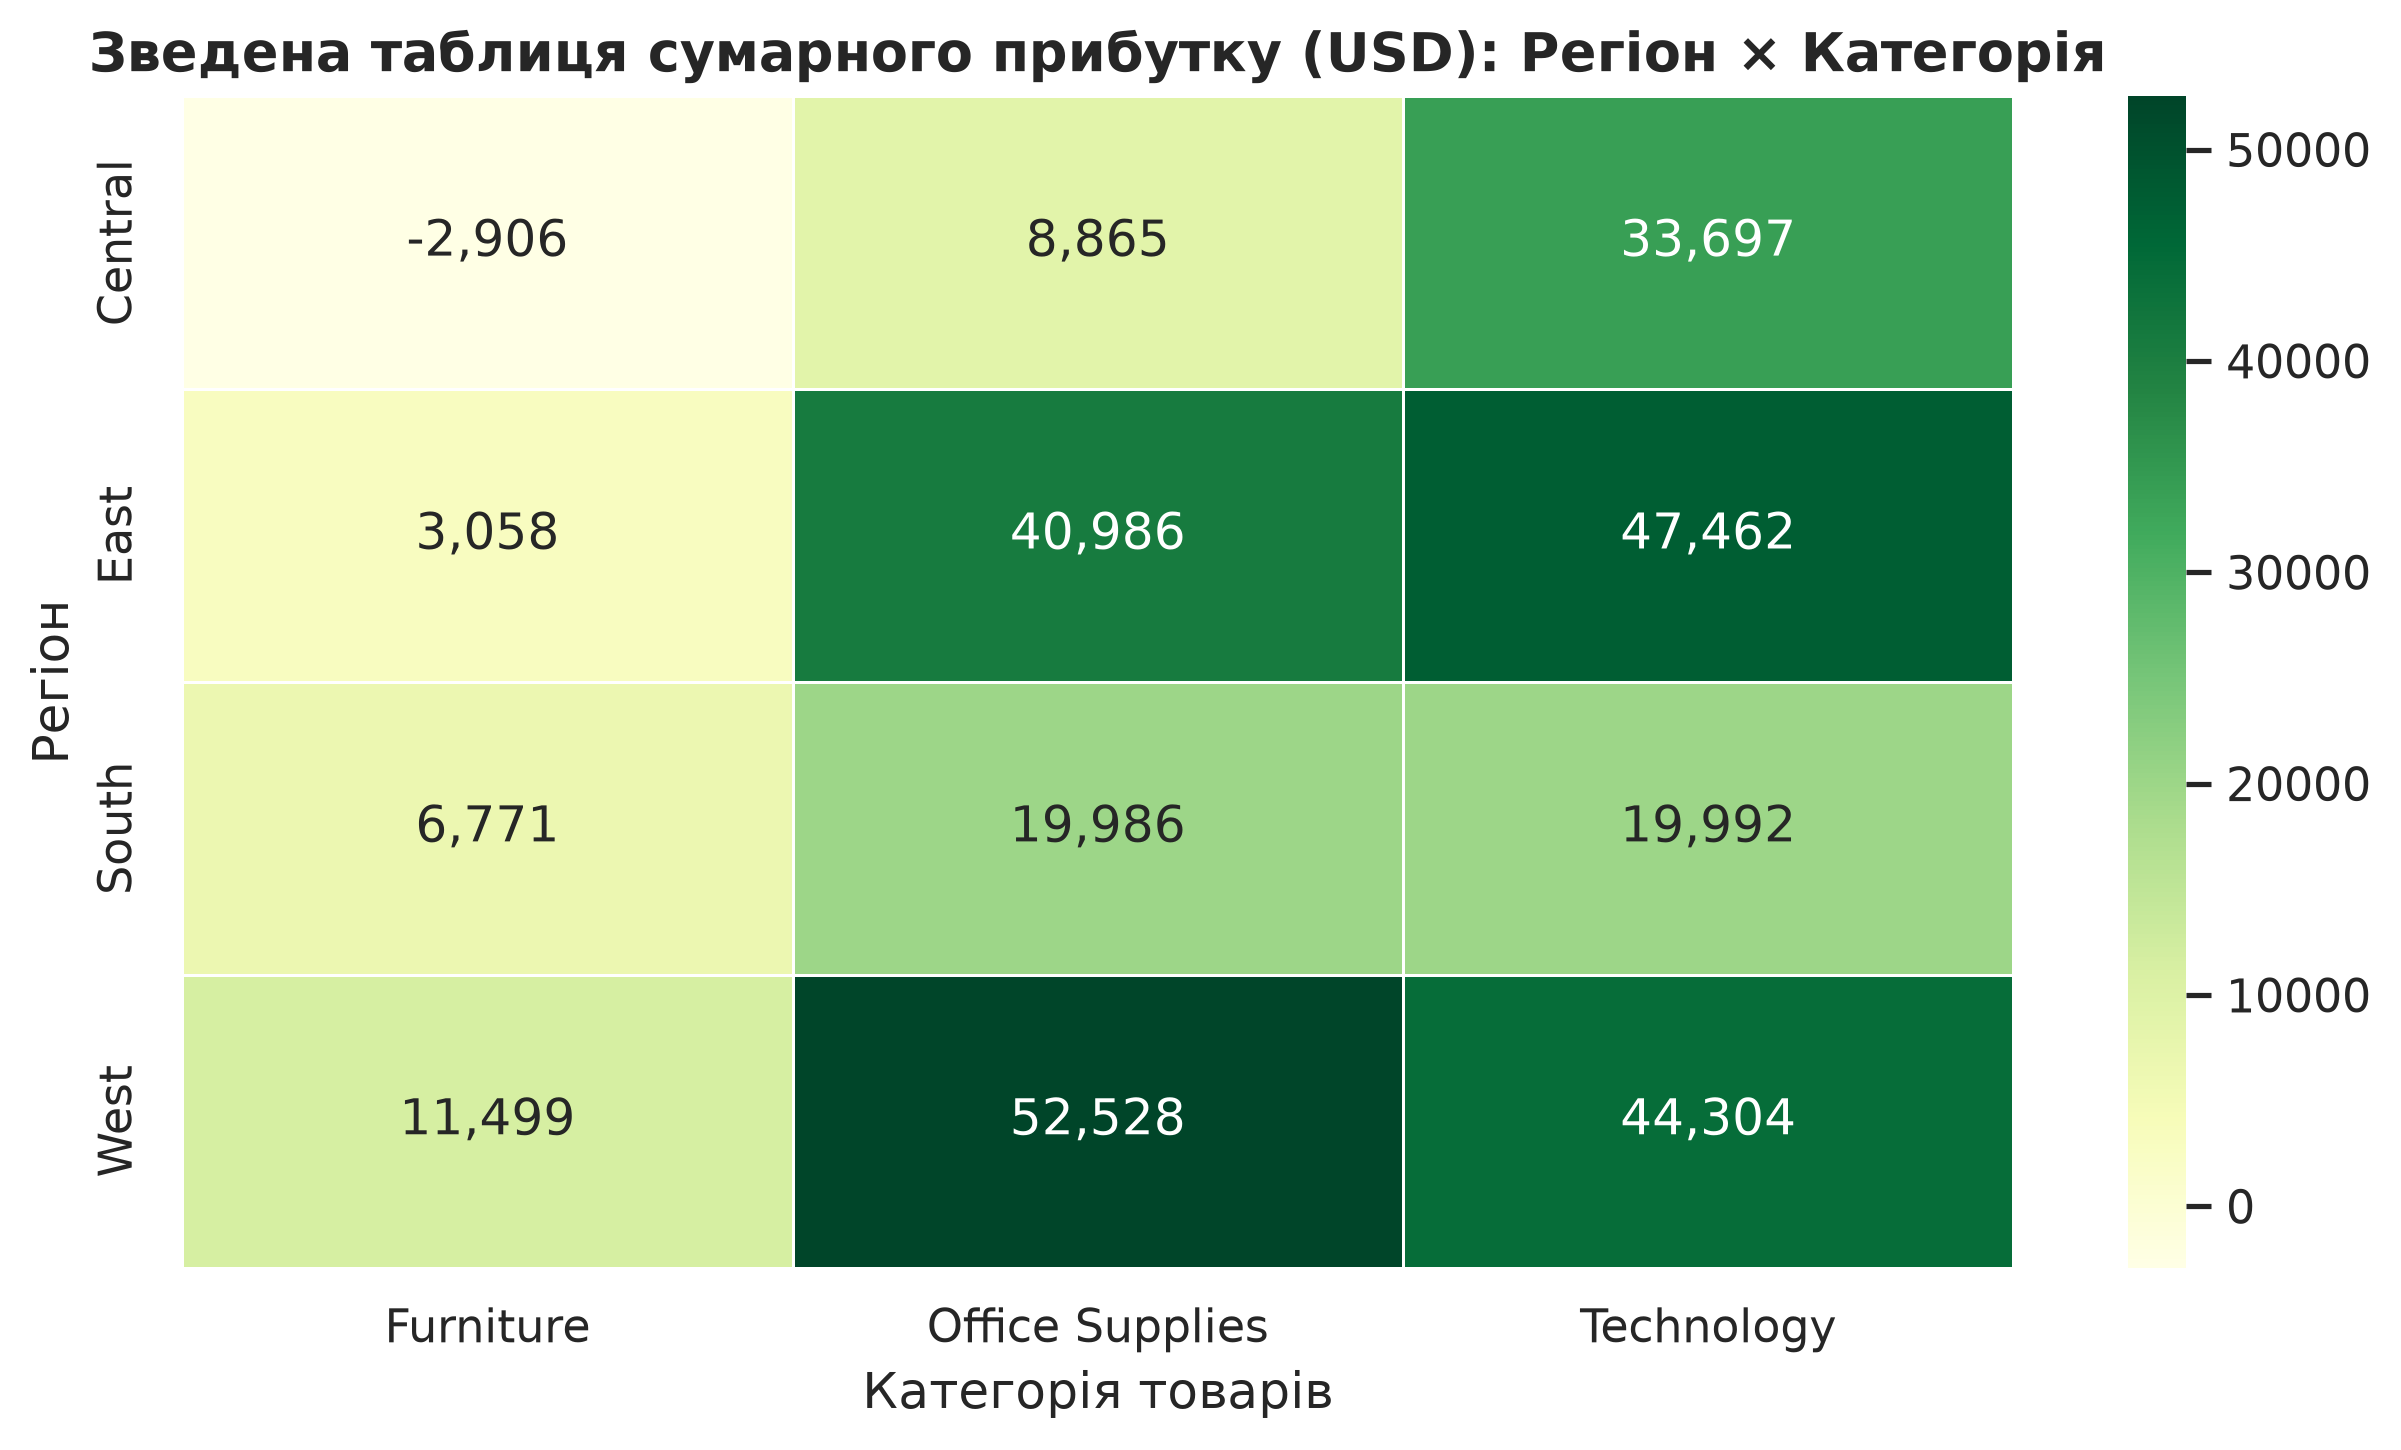 Зведена таблиця сумарного прибутку (USD): Регіон × Категорія
Регіон
Central
-2,906
8,865
33,697
East
3,058
40,986
47,462
South
6,771
19,986
19,992
West
11,499
52,528
44,304
Furniture
Office Supplies
Technology
Категорія товарів
50000
40000
30000
20000
10000
0